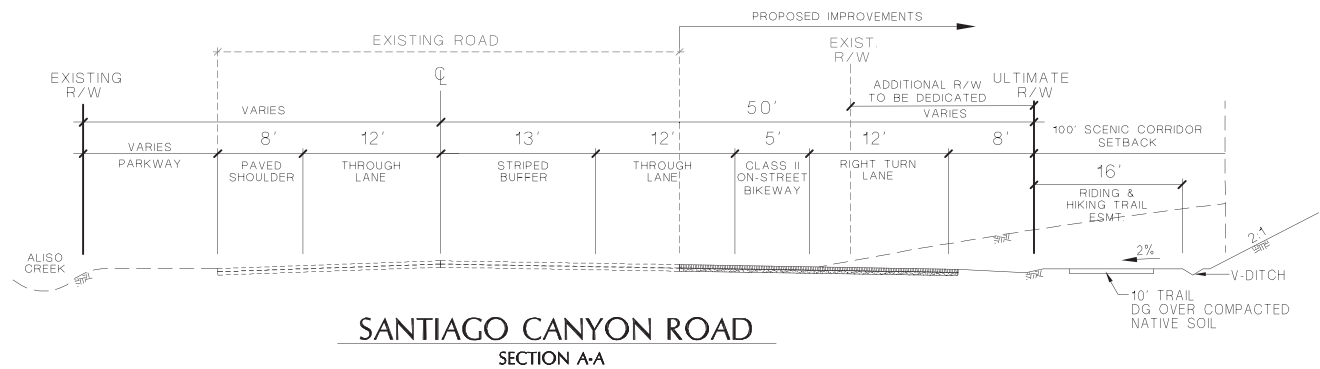 PROPOSED IMPROVEMENTS
EXISTING ROAD
EXIST.
R/W
℄
EXISTING
R/W
ADDITIONAL R/W
TO BE DEDICATED
ULTIMATE
R/W
VARIES
50'
VARIES
100' SCENIC CORRIDOR
SETBACK
VARIES
8'
12'
13'
12'
5'
12'
8'
PARKWAY
PAVED
SHOULDER
THROUGH
LANE
STRIPED
BUFFER
THROUGH
LANE
CLASS II
ON-STREET
BIKEWAY
RIGHT TURN
LANE
16'
RIDING &
HIKING TRAIL
ESMT.
ALISO
CREEK
2%
2:1
V-DITCH
10' TRAIL
DG OVER COMPACTED
NATIVE SOIL
SANTIAGO CANYON ROAD
SECTION A-A